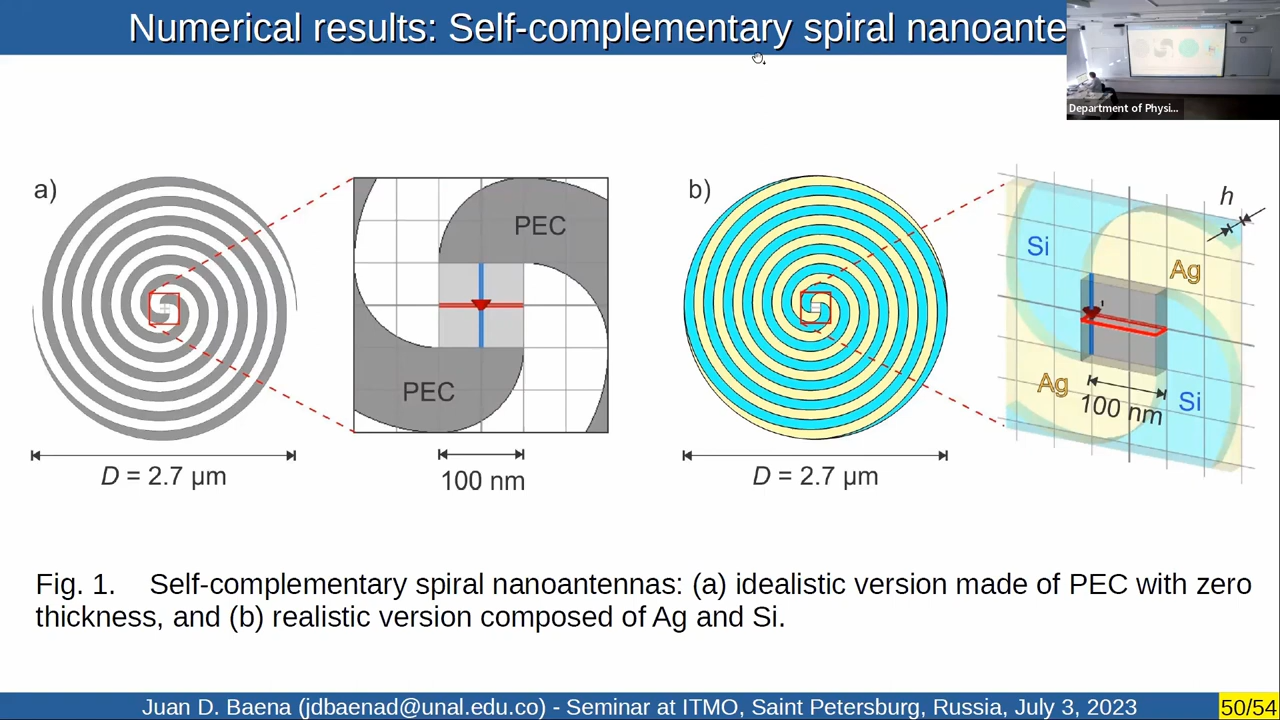 Numerical results: Self-complementary spiral nanoante
Department of Physi...
a)
PEC
PEC
D = 2.7 μm
100 nm
b)
h
Si
Ag
Ag
Si
100 nm
D = 2.7 μm
Fig. 1. Self-complementary spiral nanoantennas: (a) idealistic version made of PEC with zero
thickness, and (b) realistic version composed of Ag and Si.
Juan D. Baena (jdbaenad@unal.edu.co) - Seminar at ITMO, Saint Petersburg, Russia, July 3, 2023
50/54